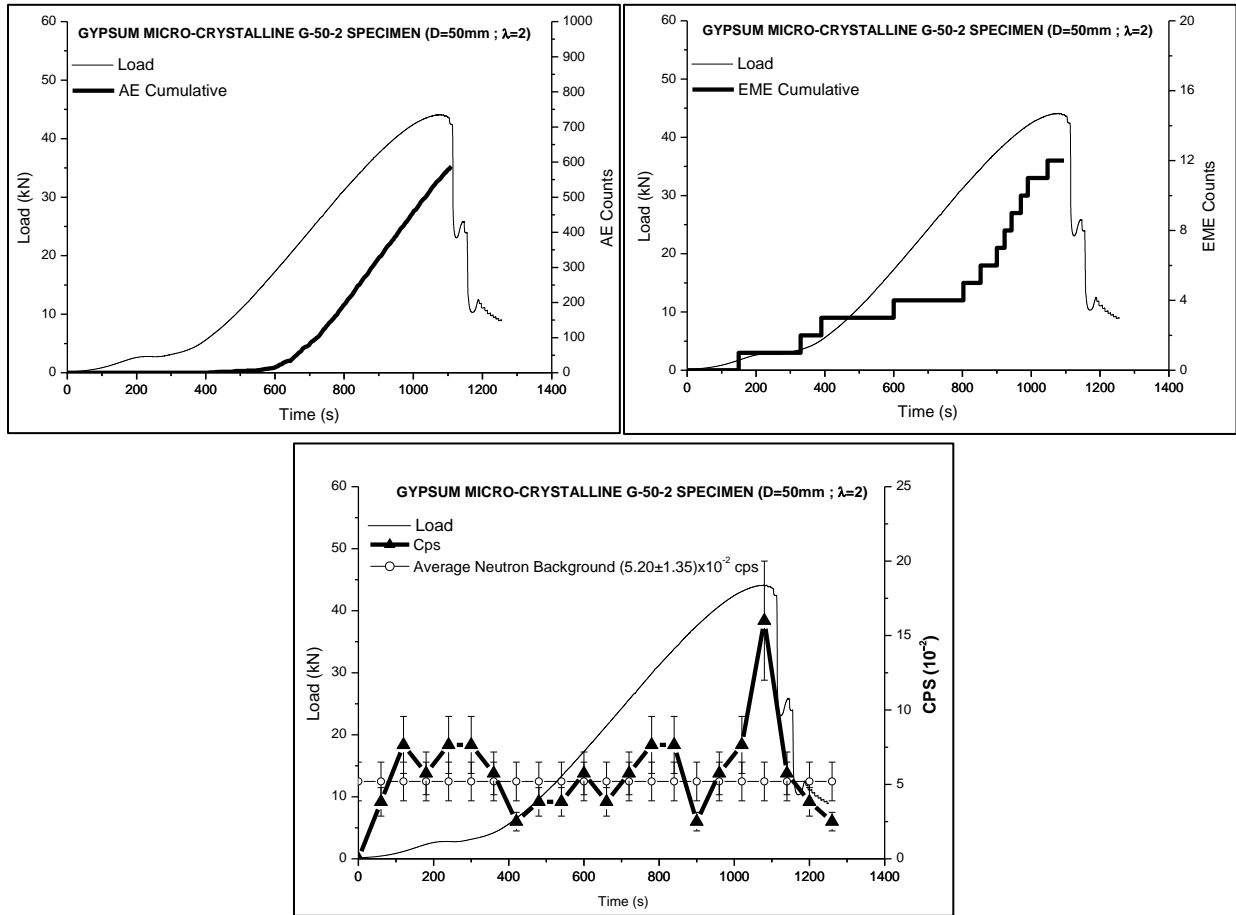 GYPSUM MICRO-CRYSTALLINE G-50-2 SPECIMEN (D=50mm ; λ=2)
Load
AE Cumulative
Load (kN)
AE Counts
Time (s)
0 10 20 30 40 50 60
0 100 200 300 400 500 600 700 800 900 1000
0 200 400 600 800 1000 1200 1400
GYPSUM MICRO-CRYSTALLINE G-50-2 SPECIMEN (D=50mm ; λ=2)
Load
EME Cumulative
Load (kN)
EME Counts
Time (s)
0 10 20 30 40 50 60
0 4 8 12 16 20
0 200 400 600 800 1000 1200 1400
GYPSUM MICRO-CRYSTALLINE G-50-2 SPECIMEN (D=50mm ; λ=2)
Load
Cps
Average Neutron Background (5.20±1.35)x10⁻² cps
Load (kN)
CPS (10⁻²)
Time (s)
0 10 20 30 40 50 60
0 5 10 15 20 25
0 200 400 600 800 1000 1200 1400